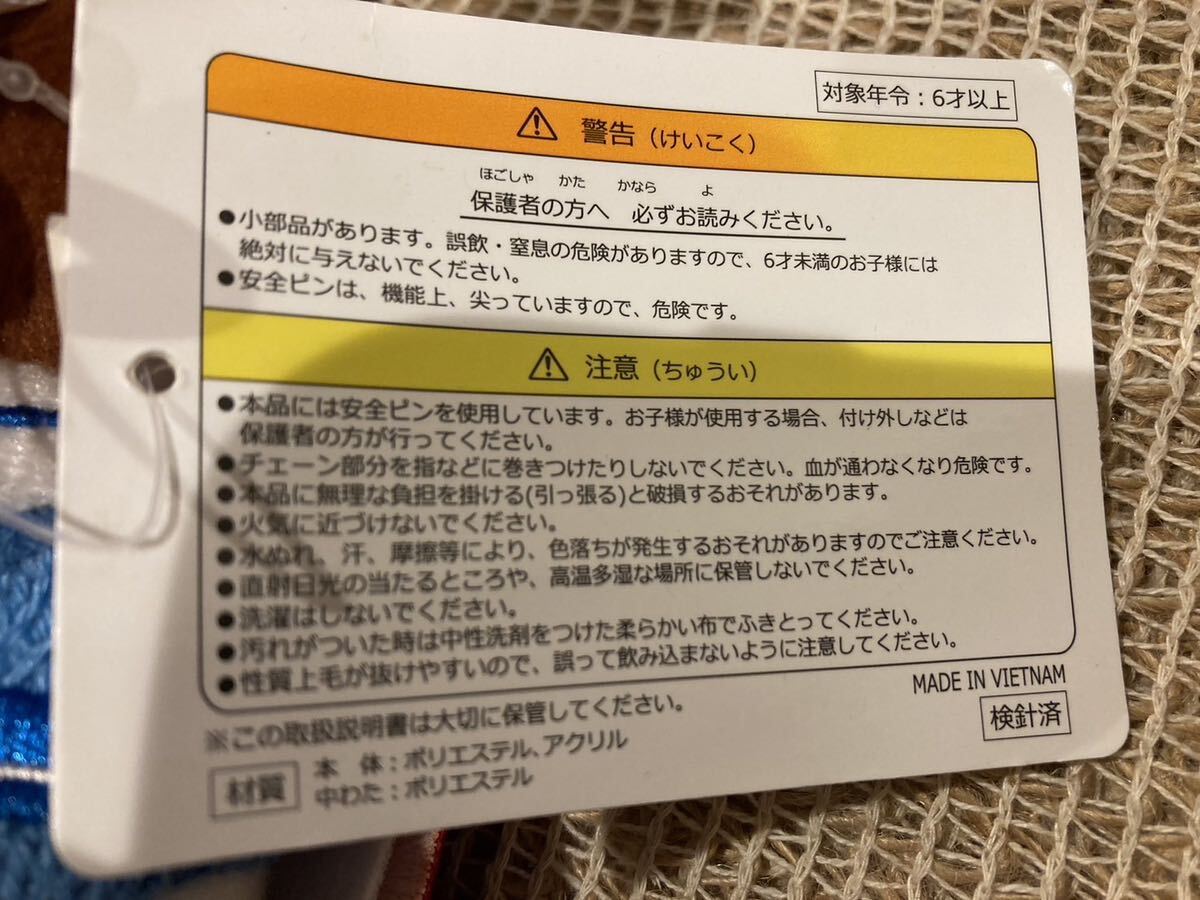 対象年令：6才以上
警告（けいこく）
ほごしゃ かた かなら よ
保護者の方へ 必ずお読みください。
●小部品があります。誤飲・窒息の危険がありますので、6才未満のお子様には
絶対に与えないでください。
●安全ピンは、機能上、尖っていますので、危険です。
注意（ちゅうい）
●本品には安全ピンを使用しています。お子様が使用する場合、付け外しなどは
保護者の方が行ってください。
●チェーン部分を指などに巻きつけたりしないでください。血が通わなくなり危険です。
●本品に無理な負担を掛ける(引っ張る)と破損するおそれがあります。
●火気に近づけないでください。
●水ぬれ、汗、摩擦等により、色落ちが発生するおそれがありますのでご注意ください。
●直射日光の当たるところや、高温多湿な場所に保管しないでください。
●洗濯はしないでください。
●汚れがついた時は中性洗剤をつけた柔らかい布でふきとってください。
●性質上毛が抜けやすいので、誤って飲み込まないように注意してください。
MADE IN VIETNAM
※この取扱説明書は大切に保管してください。
検針済
材質 本 体：ポリエステル、アクリル
中わた：ポリエステル